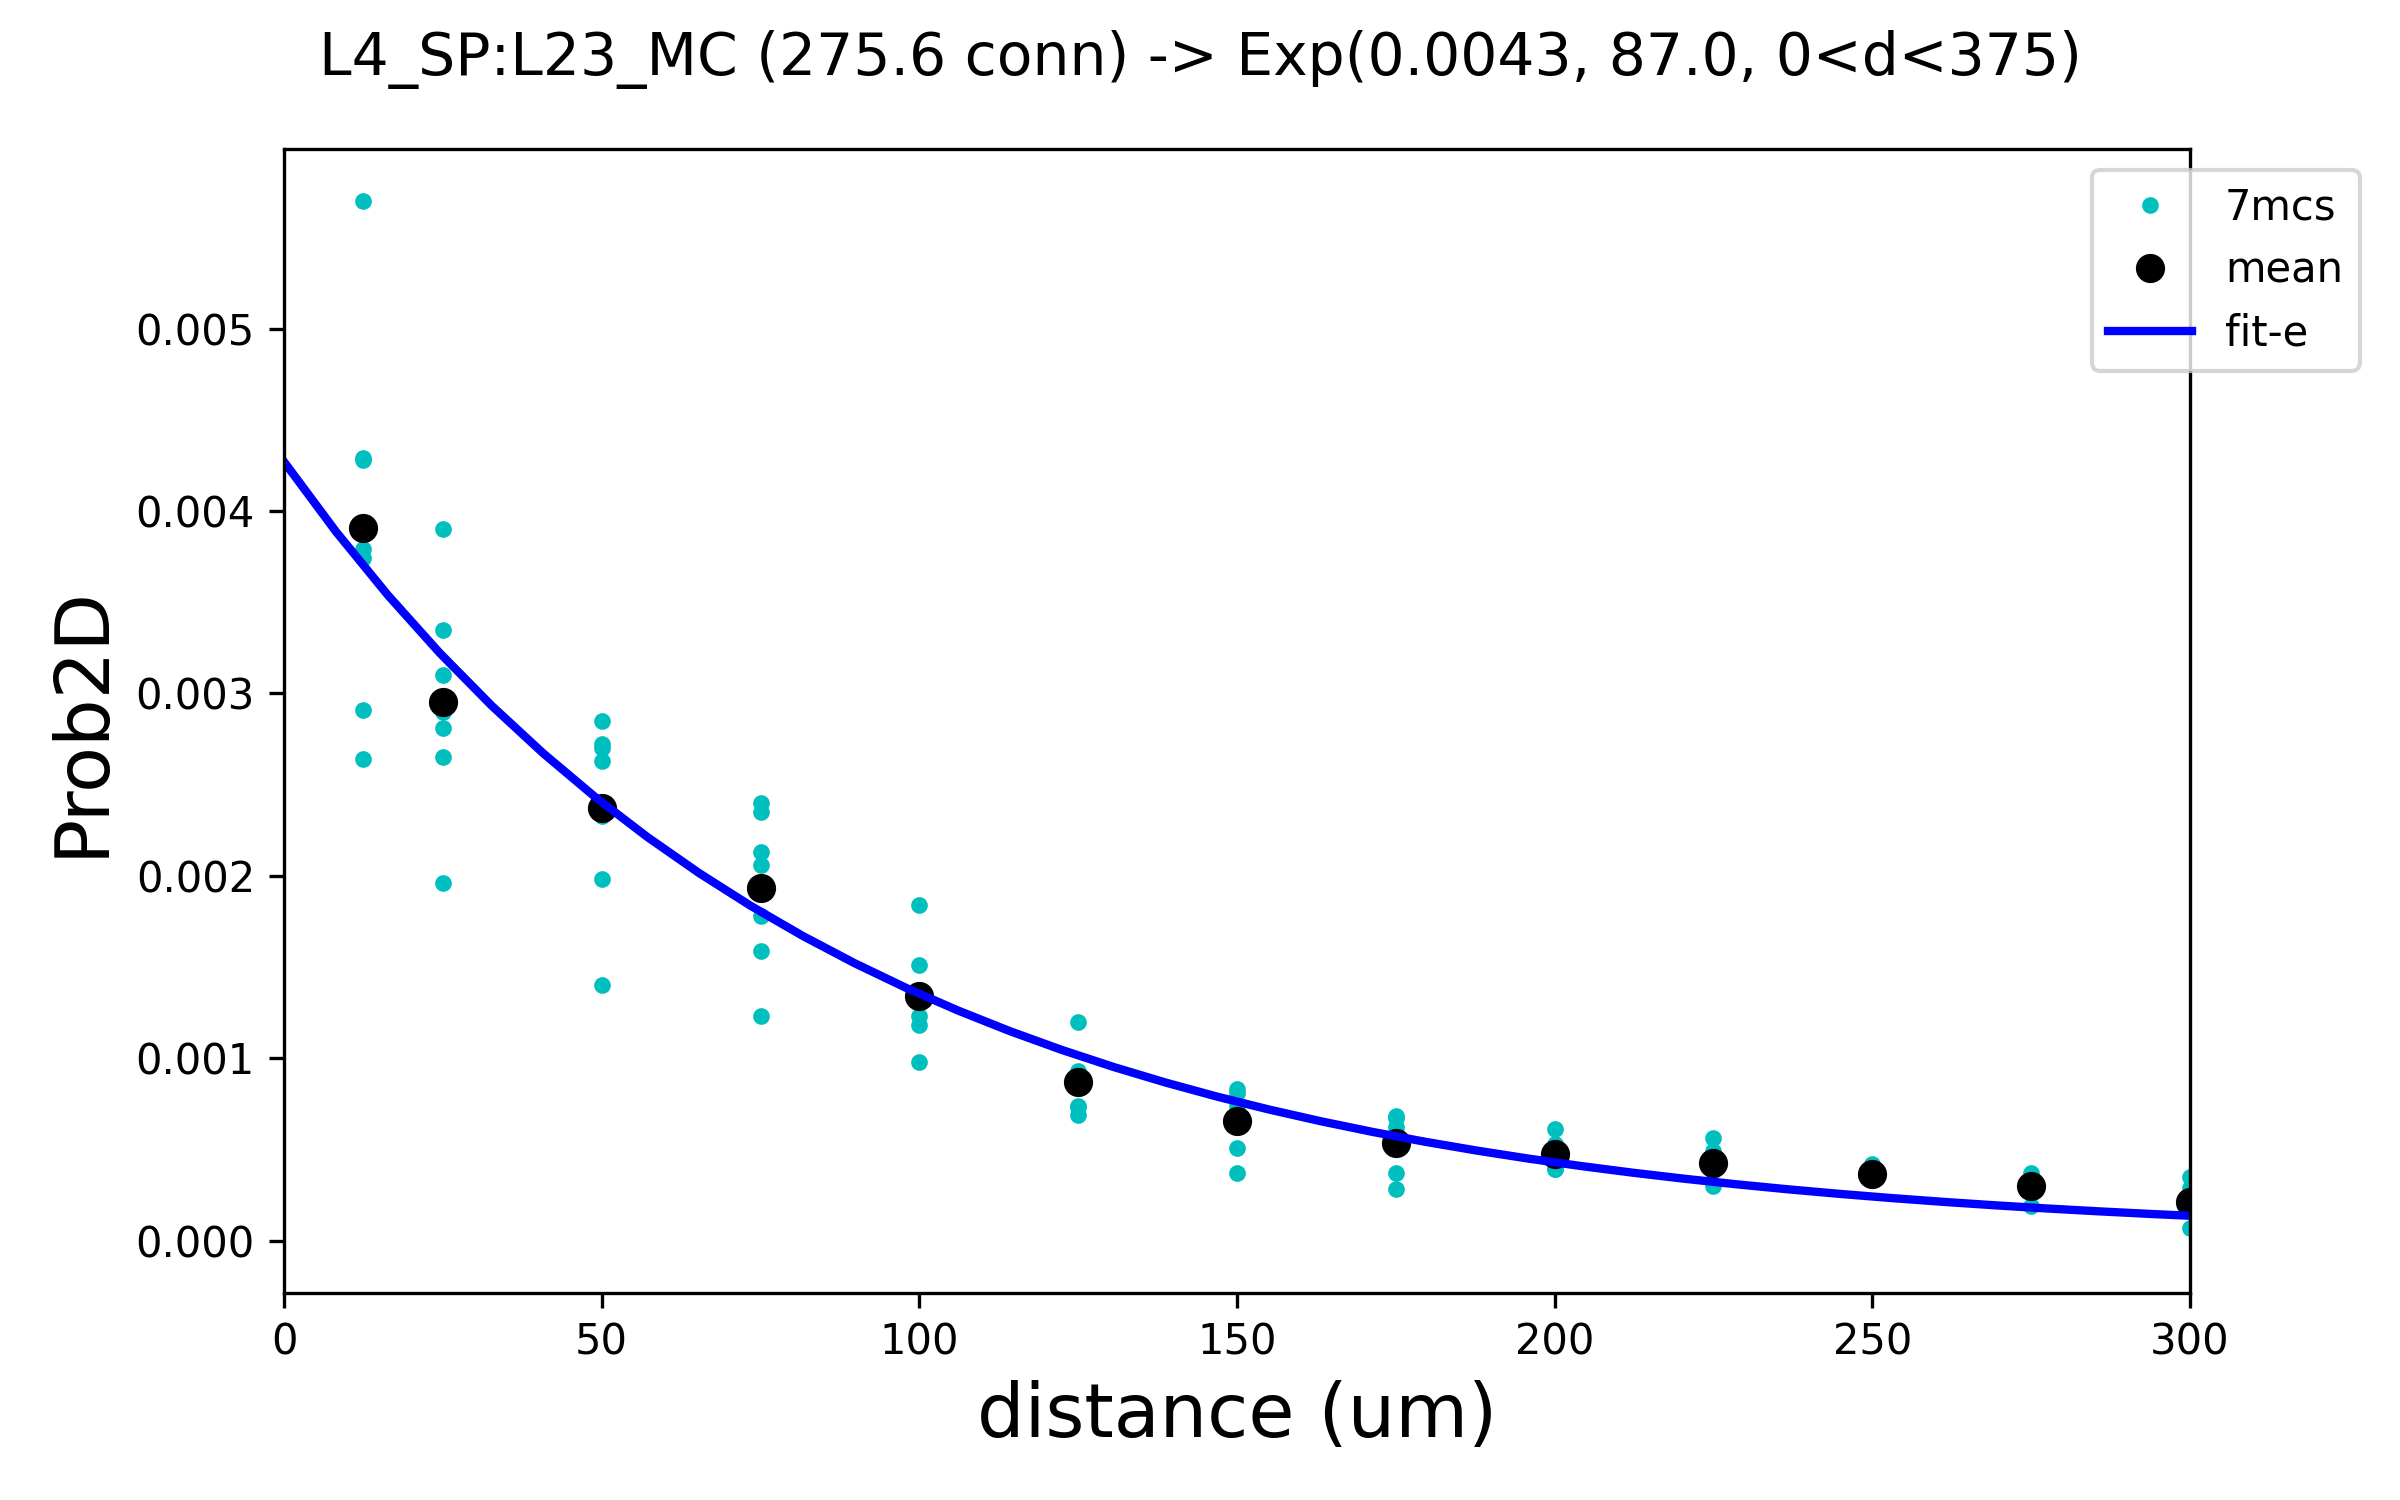 L4_SP:L23_MC (275.6 conn) -> Exp(0.0043, 87.0, 0<d<375)
7mcs
mean
fit-e
Prob2D
0.005
0.004
0.003
0.002
0.001
0.000
0 50 100 150 200 250 300
distance (um)